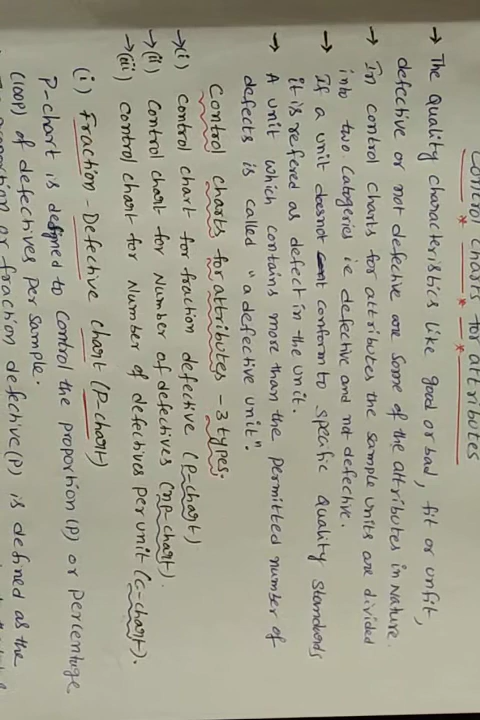 Control charts for attributes
→ The Quality characteristics like good or bad, fit or unfit,
defective or not defective are some of the attributes in Nature.
→ In control charts for attributes the sample units are divided
into two categeries ie defective and not defective.
→ If a unit doesnot conform to specific Quality standards
it is refered as defect in the unit.
→ A unit which contains more than the permitted number of
defects is called "a defective unit".
Control charts for attributes - 3 types.
→(i) control chart for fraction defective (p-chart)
→(ii) control chart for Number of defectives (np-chart).
→(iii) control chart for Number of defectives per unit (c-chart).
(i) Fraction - Defective chart (P-chart)
P-chart is defined to control the proportion (P) or percentage
(100P) of defectives per sample.
proportion or fraction defective (P) is defined as the